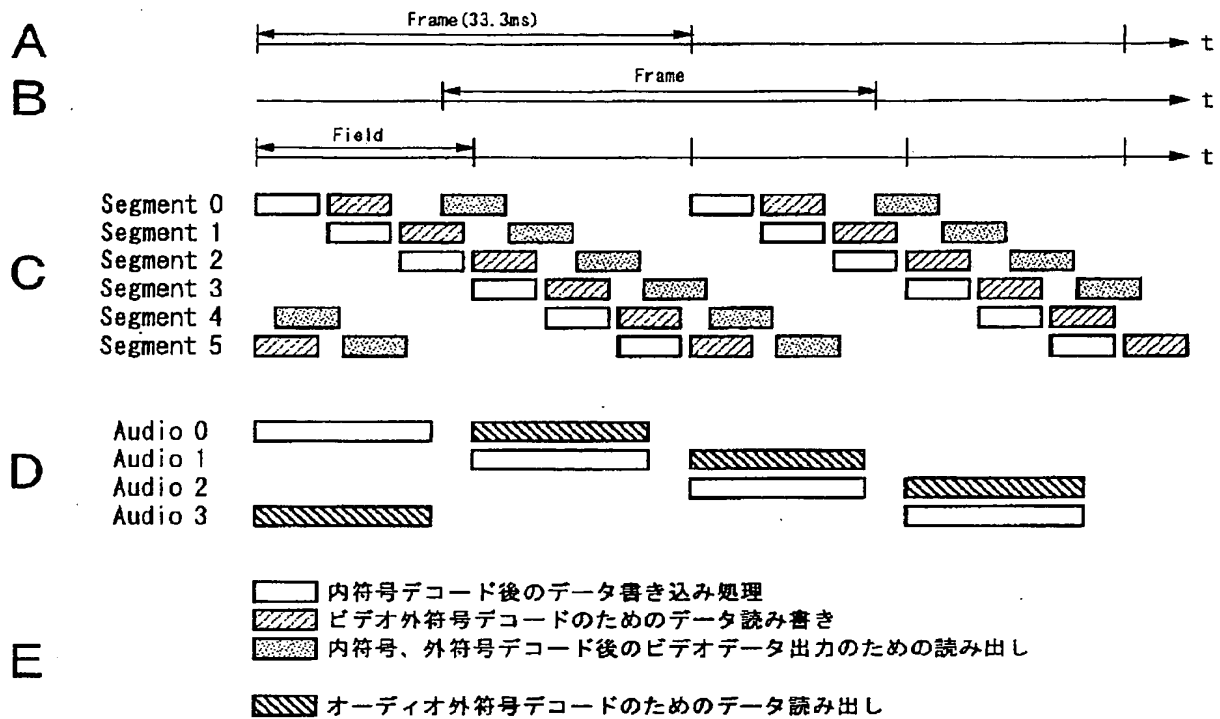 A
Frame(33.3ms)
t
B
Frame
t
Field
t
C
Segment 0
Segment 1
Segment 2
Segment 3
Segment 4
Segment 5
D
Audio 0
Audio 1
Audio 2
Audio 3
E
内符号デコード後のデータ書き込み処理
ビデオ外符号デコードのためのデータ読み書き
内符号、外符号デコード後のビデオデータ出力のための読み出し
オーディオ外符号デコードのためのデータ読み出し